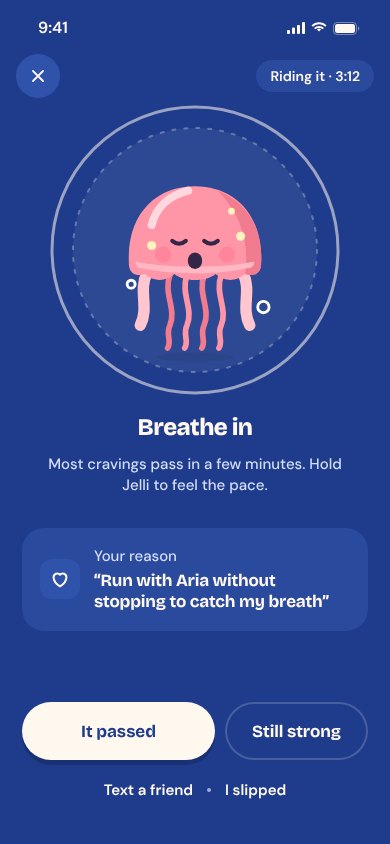 9:41
Riding it · 3:12
Breathe in
Most cravings pass in a few minutes. Hold
Jelli to feel the pace.
Your reason
“Run with Aria without
stopping to catch my breath”
It passed
Still strong
Text a friend • I slipped